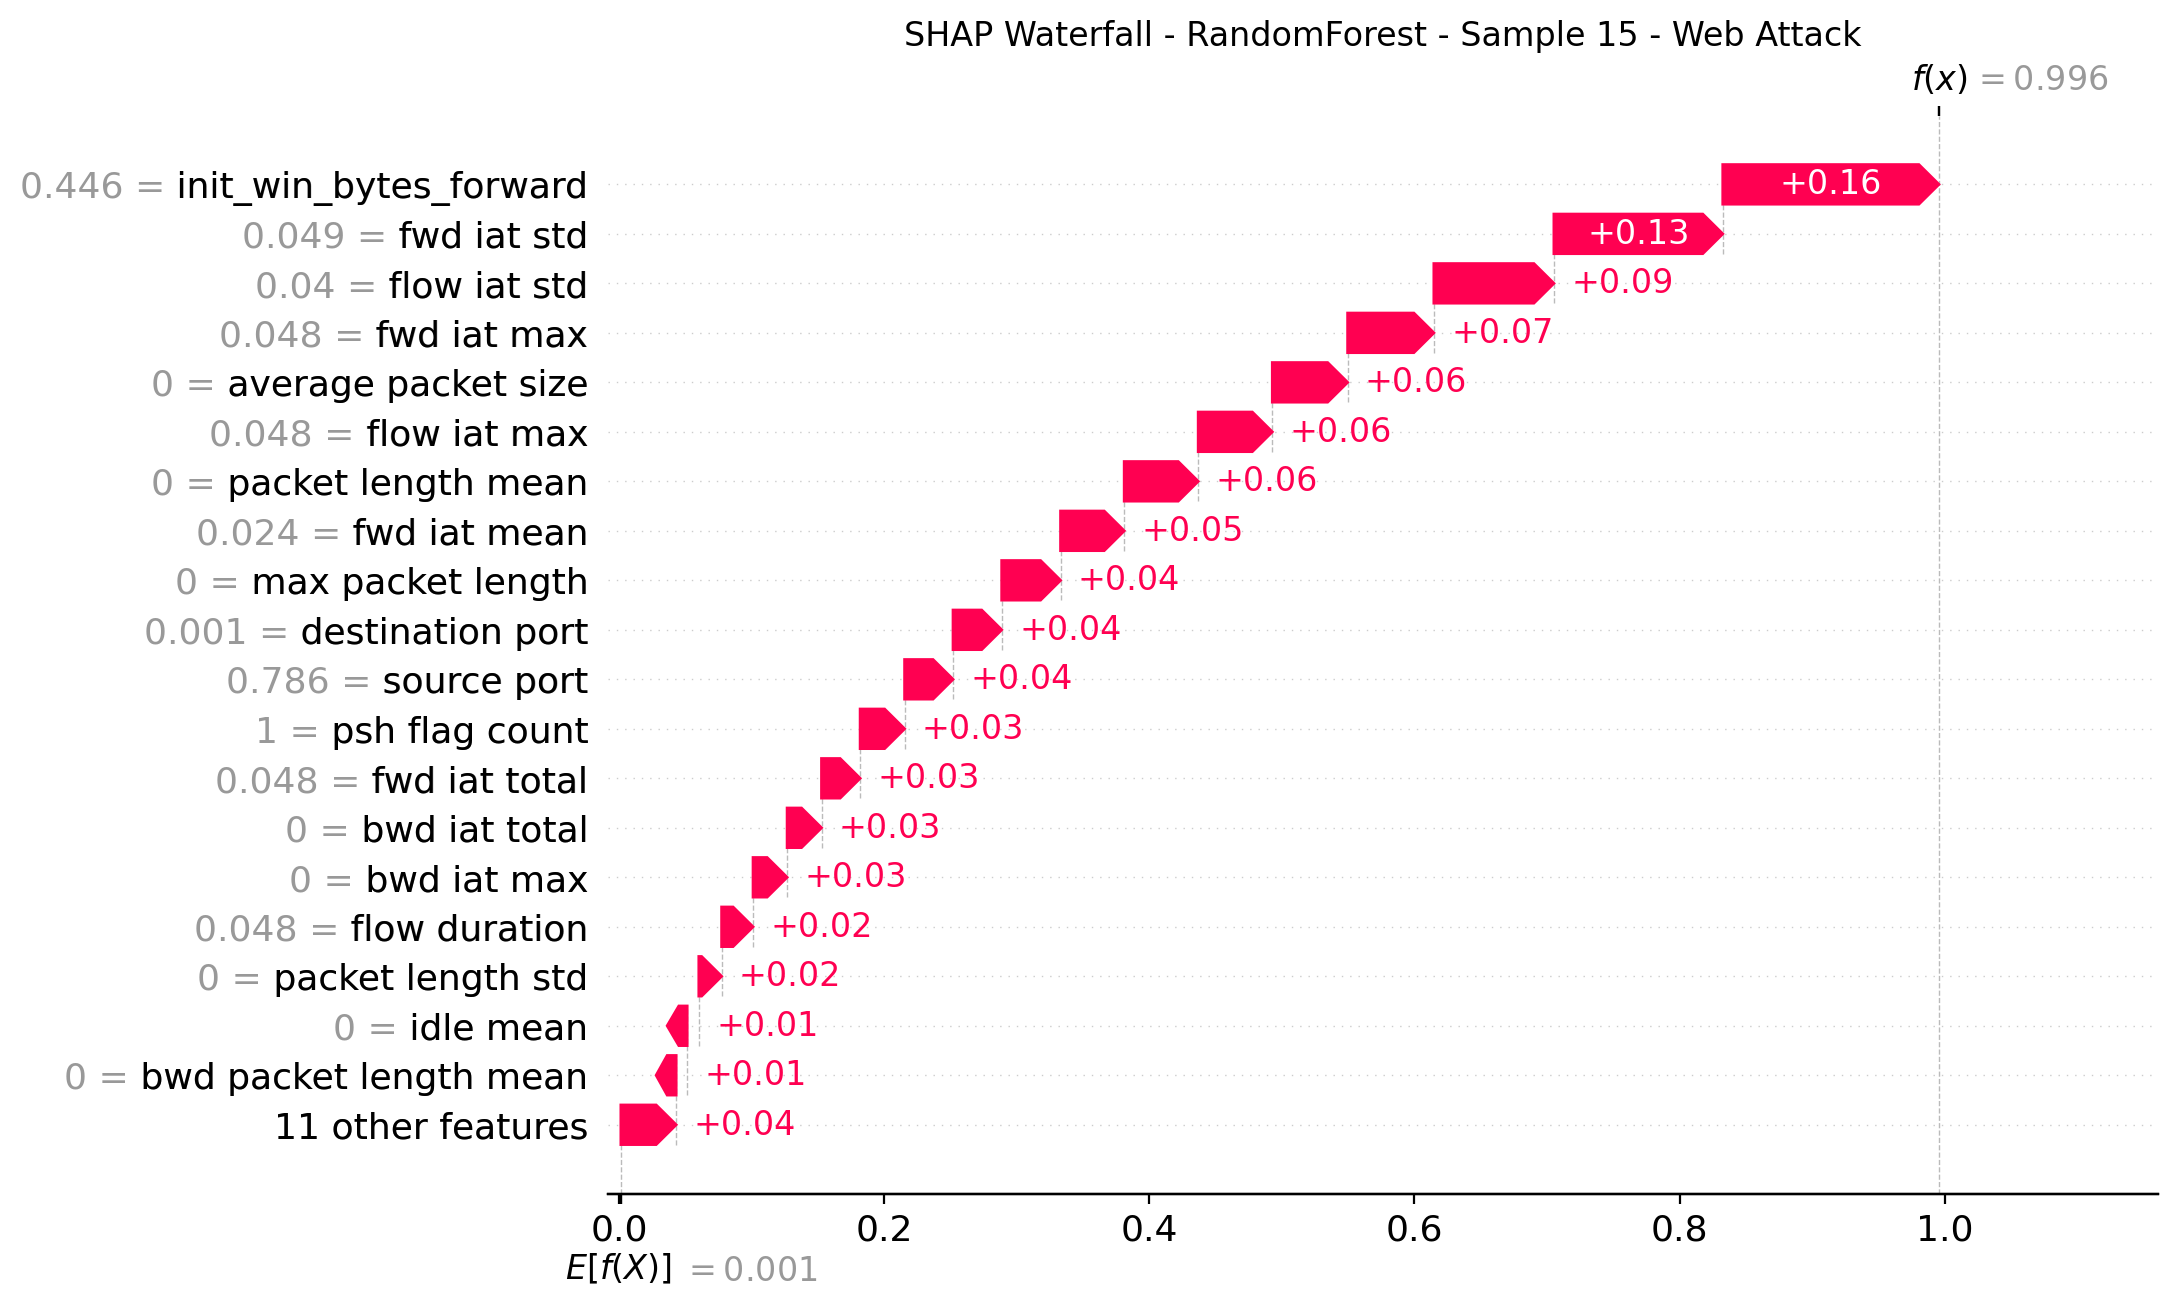 SHAP Waterfall - RandomForest - Sample 15 - Web Attack
f(x) = 0.996
0.446 = init_win_bytes_forward +0.16
0.049 = fwd iat std +0.13
0.04 = flow iat std +0.09
0.048 = fwd iat max +0.07
0 = average packet size +0.06
0.048 = flow iat max +0.06
0 = packet length mean +0.06
0.024 = fwd iat mean +0.05
0 = max packet length +0.04
0.001 = destination port +0.04
0.786 = source port +0.04
1 = psh flag count +0.03
0.048 = fwd iat total +0.03
0 = bwd iat total +0.03
0 = bwd iat max +0.03
0.048 = flow duration +0.02
0 = packet length std +0.02
0 = idle mean +0.01
0 = bwd packet length mean +0.01
11 other features +0.04
0.0 0.2 0.4 0.6 0.8 1.0
E[f(X)] = 0.001